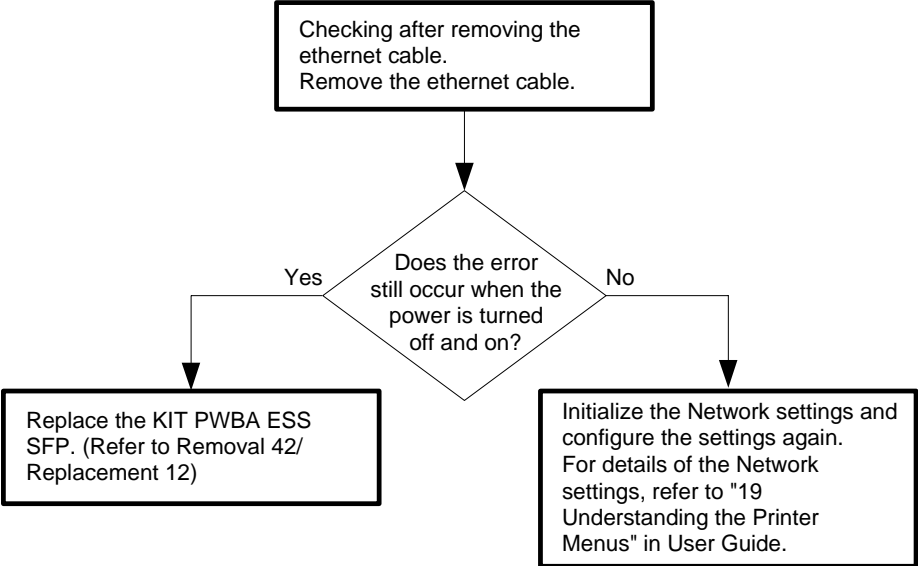 Checking after removing the
ethernet cable.
Remove the ethernet cable.
Yes
Does the error
still occur when the
power is turned
off and on?
No
Replace the KIT PWBA ESS
SFP. (Refer to Removal 42/
Replacement 12)
Initialize the Network settings and
configure the settings again.
For details of the Network
settings, refer to "19
Understanding the Printer
Menus" in User Guide.